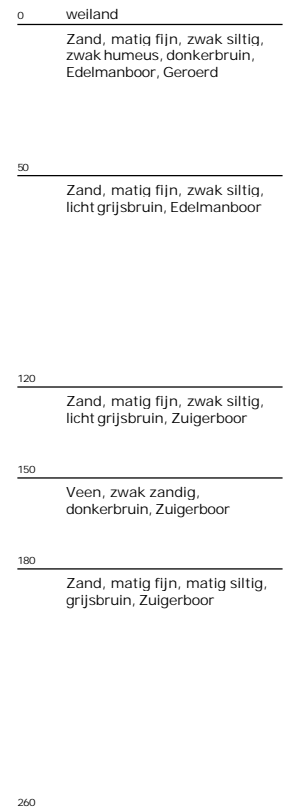 0 weiland
Zand, matig fijn, zwak siltig,
zwak humeus, donkerbruin,
Edelmanboor, Geroerd
50
Zand, matig fijn, zwak siltig,
licht grijsbruin, Edelmanboor
120
Zand, matig fijn, zwak siltig,
licht grijsbruin, Zuigerboor
150
Veen, zwak zandig,
donkerbruin, Zuigerboor
180
Zand, matig fijn, matig siltig,
grijsbruin, Zuigerboor
260